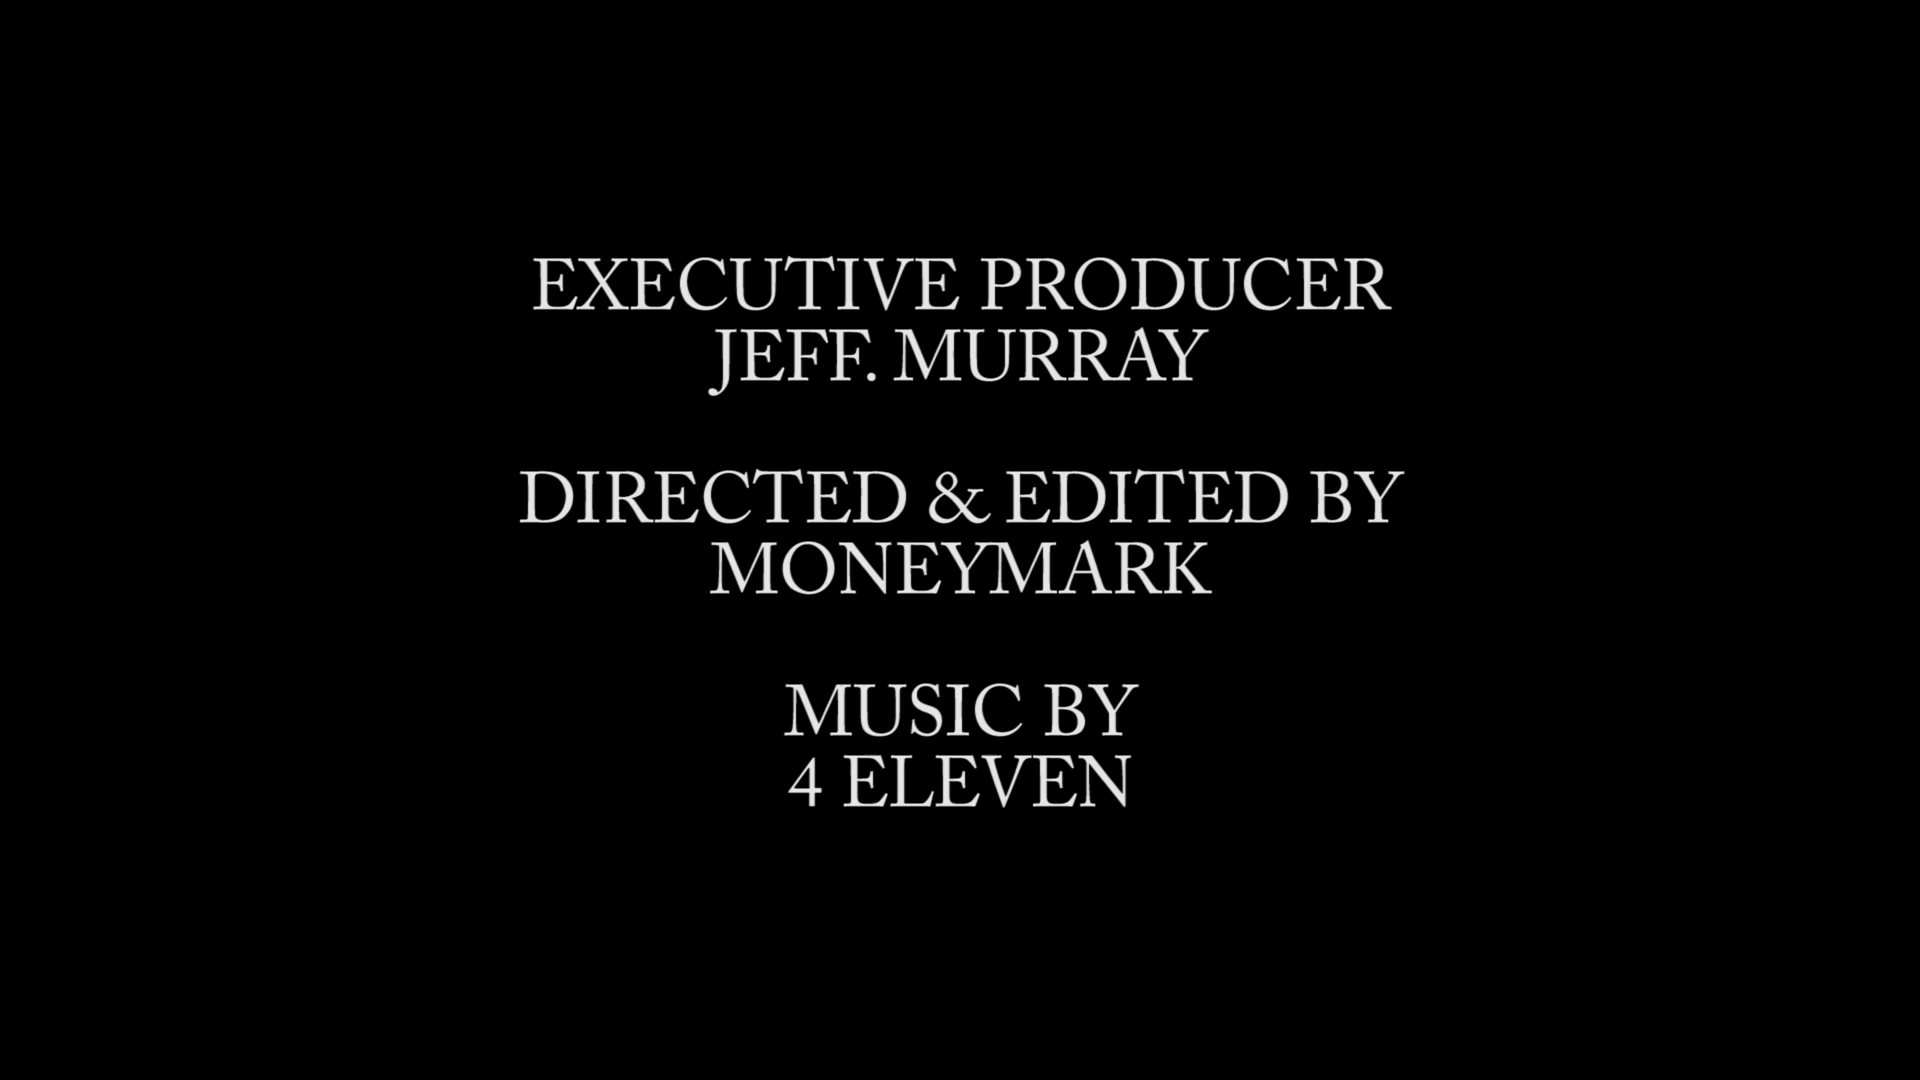 EXECUTIVE PRODUCER
JEFF. MURRAY
DIRECTED & EDITED BY
MONEYMARK
MUSIC BY
4 ELEVEN